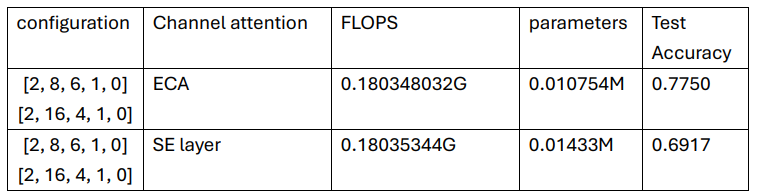 configuration Channel attention FLOPS parameters Test Accuracy
[2, 8, 6, 1, 0] ECA 0.180348032G 0.010754M 0.7750
[2, 16, 4, 1, 0]
[2, 8, 6, 1, 0] SE layer 0.18035344G 0.01433M 0.6917
[2, 16, 4, 1, 0]